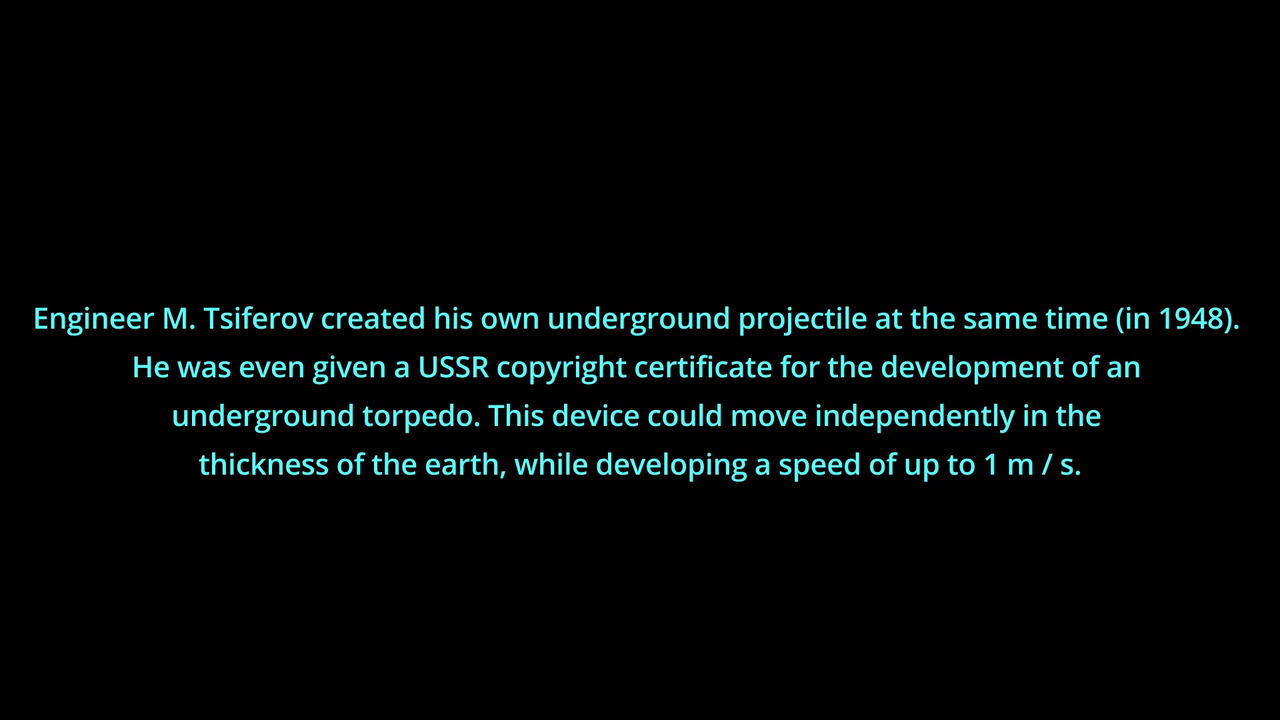 Engineer M. Tsiferov created his own underground projectile at the same time (in 1948).
He was even given a USSR copyright certificate for the development of an
underground torpedo. This device could move independently in the
thickness of the earth, while developing a speed of up to 1 m / s.